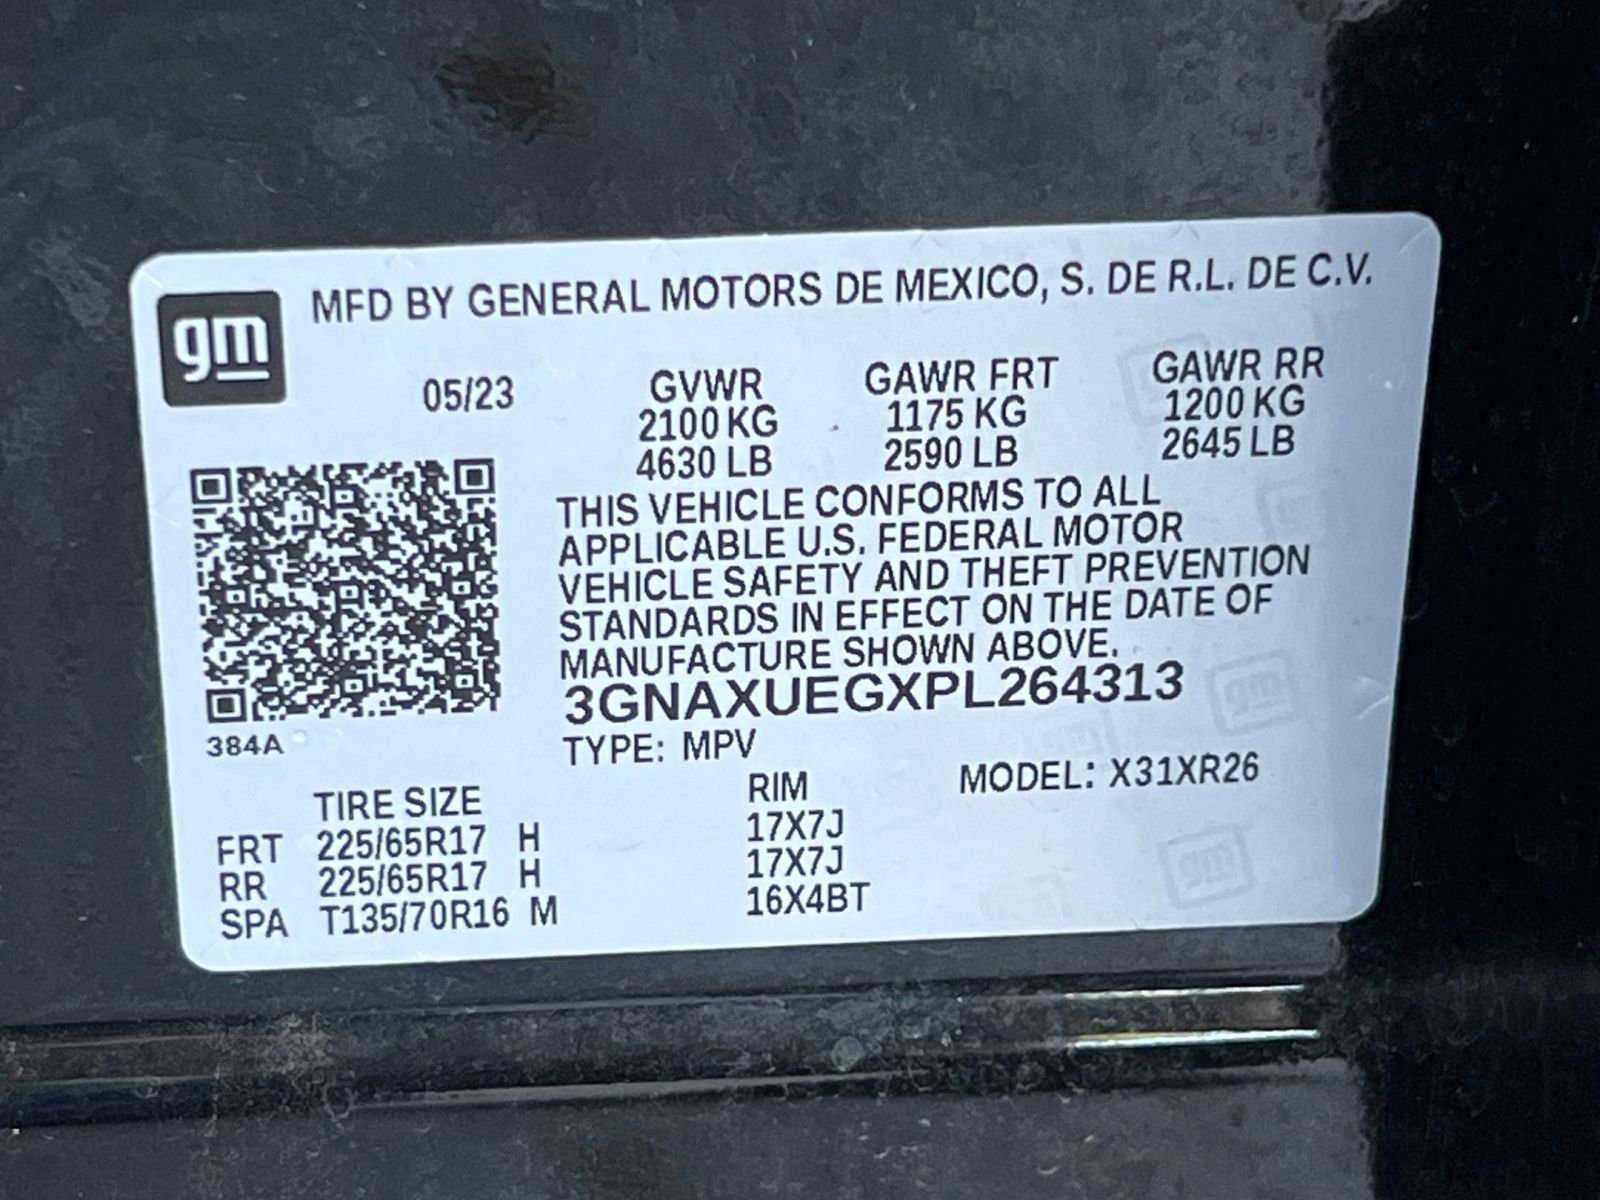 gm
MFD BY GENERAL MOTORS DE MEXICO, S. DE R.L. DE C.V.
05/23 GVWR GAWR FRT GAWR RR
2100 KG 1175 KG 1200 KG
4630 LB 2590 LB 2645 LB
THIS VEHICLE CONFORMS TO ALL
APPLICABLE U.S. FEDERAL MOTOR
VEHICLE SAFETY AND THEFT PREVENTION
STANDARDS IN EFFECT ON THE DATE OF
MANUFACTURE SHOWN ABOVE.
3GNAXUEGXPL264313
384A
TYPE: MPV MODEL: X31XR26
TIRE SIZE RIM
FRT 225/65R17 H 17X7J
RR 225/65R17 H 17X7J
SPA T135/70R16 M 16X4BT